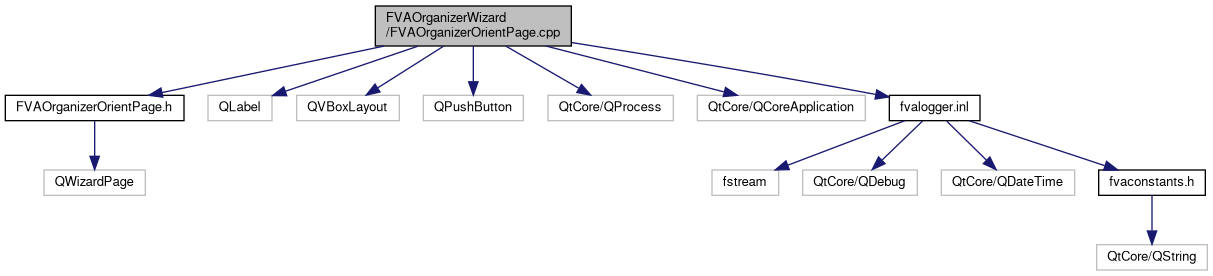 FVAOrganizerWizard
/FVAOrganizerOrientPage.cpp
FVAOrganizerOrientPage.h
QLabel
QVBoxLayout
QPushButton
QtCore/QProcess
QtCore/QCoreApplication
fvalogger.inl
QWizardPage
fstream
QtCore/QDebug
QtCore/QDateTime
fvaconstants.h
QtCore/QString